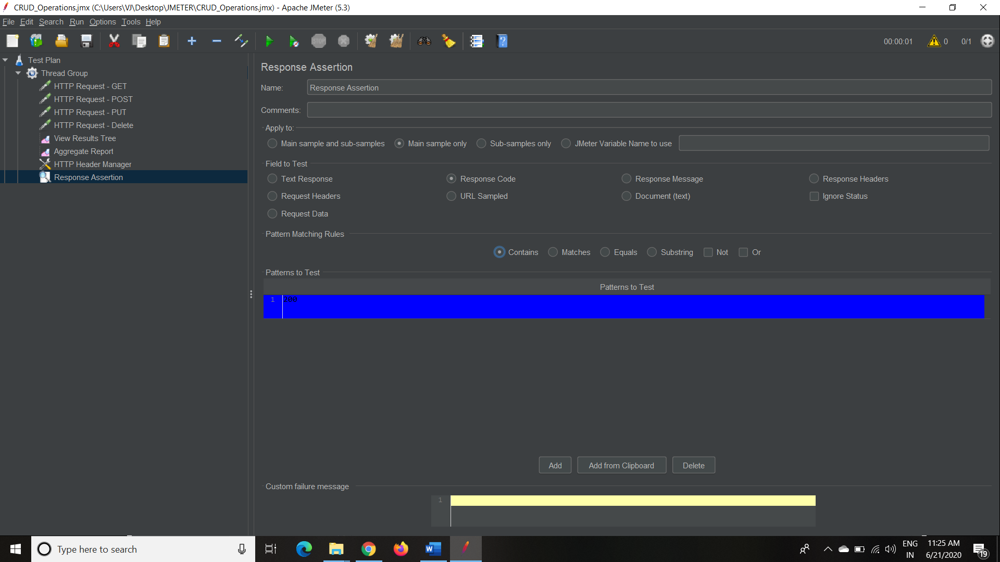 CRUD_Operations.jmx (C:\Users\VJ\Desktop\JMETER\CRUD_Operations.jmx) - Apache JMeter (5.3)
File Edit Search Run Options Tools Help
STOP
00:00:01 0 0/1
Test Plan
Thread Group
HTTP Request - GET
HTTP Request - POST
HTTP Request - PUT
HTTP Request - Delete
View Results Tree
Aggregate Report
HTTP Header Manager
Response Assertion
Response Assertion
Name: Response Assertion
Comments:
Apply to:
Main sample and sub-samples Main sample only Sub-samples only JMeter Variable Name to use
Field to Test
Text Response Response Code Response Message Response Headers
Request Headers URL Sampled Document (text) Ignore Status
Request Data
Pattern Matching Rules
Contains Matches Equals Substring Not Or
Patterns to Test
Patterns to Test
1 200
Add Add from Clipboard Delete
Custom failure message
1
Type here to search
ENG
IN
11:25 AM
6/21/2020
19